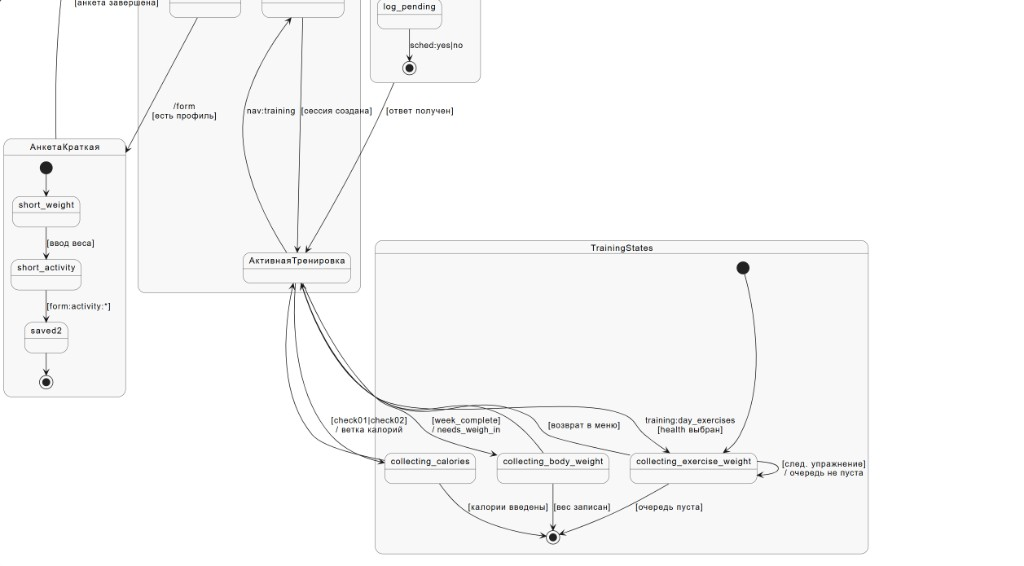 [анкета завершена]
log_pending
sched:yes|no
/form
[есть профиль]
nav:training
[сессия создана]
[ответ получен]
АнкетаКраткая
short_weight
[ввод веса]
short_activity
[form:activity:*]
saved2
АктивнаяТренировка
TrainingStates
[check01|check02]
/ ветка калорий
[week_complete]
/ needs_weigh_in
[возврат в меню]
training:day_exercises
[health выбран]
collecting_calories
collecting_body_weight
collecting_exercise_weight
[след. упражнение]
/ очередь не пуста
[калории введены]
[вес записан]
[очередь пуста]